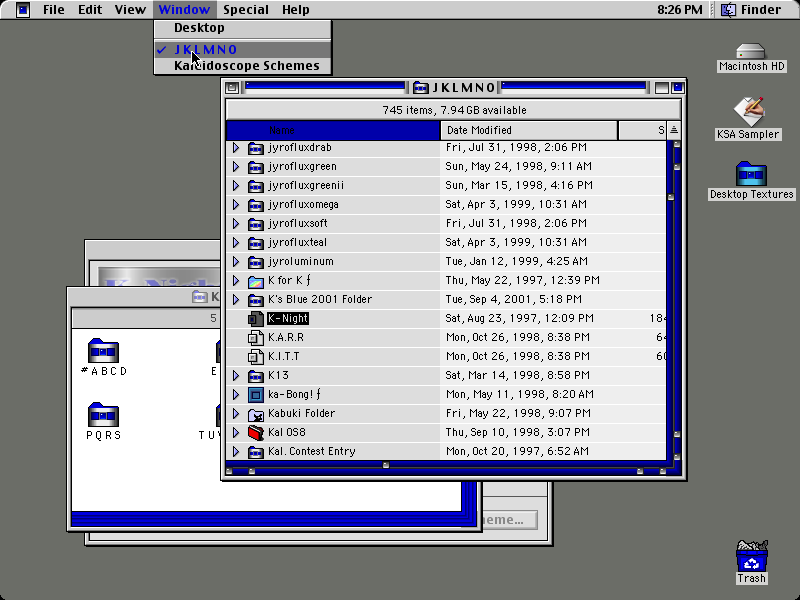 File Edit View Window Special Help 8:26 PM Finder
Desktop
JKLMNO
Kaleidoscope Schemes
Macintosh HD
KSA Sampler
Desktop Textures
Trash
JKLMNO
745 items, 7.94 GB available
Name Date Modified S
jyrofluxdrab Fri, Jul 31, 1998, 2:06 PM
jyrofluxgreen Sun, May 24, 1998, 9:11 AM
jyrofluxgreenii Sun, Mar 15, 1998, 4:16 PM
jyrofluxomega Sat, Apr 3, 1999, 10:31 AM
jyrofluxsoft Fri, Jul 31, 1998, 2:06 PM
jyrofluxteal Sat, Apr 3, 1999, 10:31 AM
jyroluminum Tue, Jan 12, 1999, 4:25 AM
K for K ƒ Thu, May 22, 1997, 12:39 PM
K's Blue 2001 Folder Tue, Sep 4, 2001, 5:18 PM
K-Night Sat, Aug 23, 1997, 12:09 PM 184
K.A.R.R Mon, Oct 26, 1998, 8:38 PM 64
K.I.T.T Mon, Oct 26, 1998, 8:38 PM 60
K13 Sat, Mar 14, 1998, 8:58 PM
ka-Bong! ƒ Mon, May 11, 1998, 8:20 AM
Kabuki Folder Fri, May 22, 1998, 9:07 PM
Kal OS8 Thu, Sep 10, 1998, 3:07 PM
Kal. Contest Entry Mon, Oct 20, 1997, 6:52 AM
K
5
#ABCD E
PQRS TUV